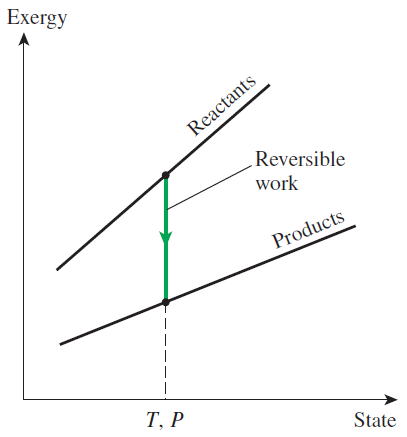 Exergy
Reactants
Reversible
work
Products
T, P
State